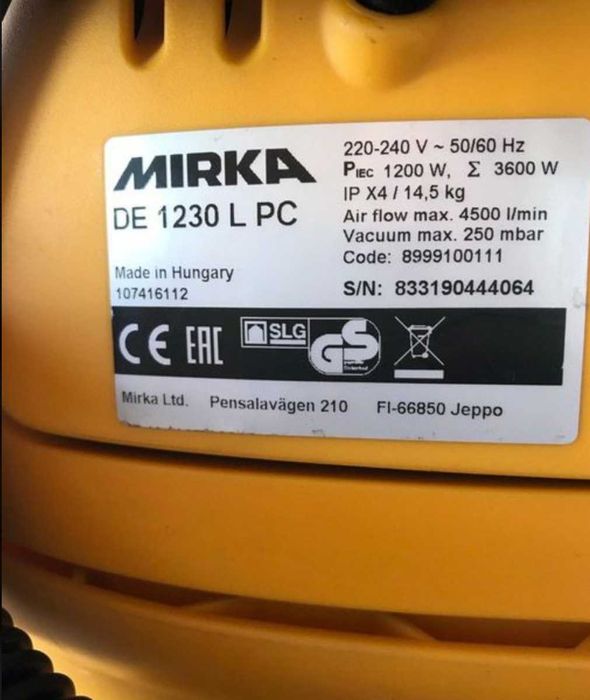 MIRKA
DE 1230 L PC
Made in Hungary
107416112
220-240 V ~ 50/60 Hz
PIEC 1200 W, Σ 3600 W
IP X4 / 14,5 kg
Air flow max. 4500 l/min
Vacuum max. 250 mbar
Code: 8999100111
S/N: 833190444064
CE EAC SLG GS
Mirka Ltd. Pensalavägen 210 FI-66850 Jeppo